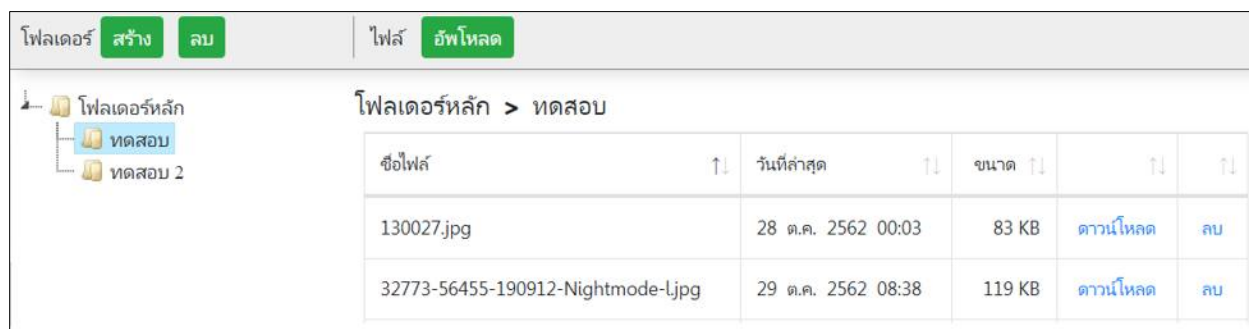 โฟลเดอร์ สร้าง ลบ ไฟล์ อัพโหลด
โฟลเดอร์หลัก
ทดสอบ
ทดสอบ 2
โฟลเดอร์หลัก > ทดสอบ
ชื่อไฟล์ วันที่ล่าสุด ขนาด
130027.jpg 28 ต.ค. 2562 00:03 83 KB ดาวน์โหลด ลบ
32773-56455-190912-Nightmode-l.jpg 29 ต.ค. 2562 08:38 119 KB ดาวน์โหลด ลบ